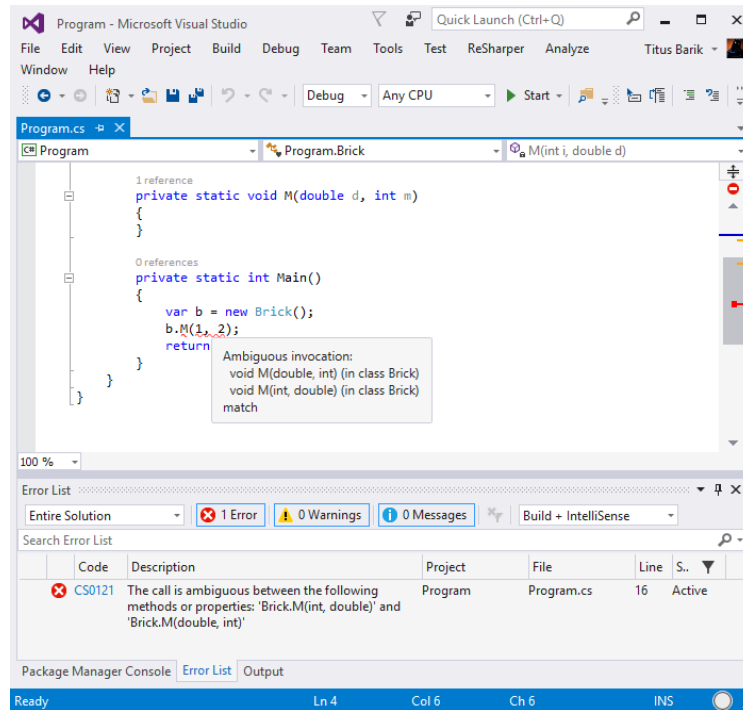 Program - Microsoft Visual Studio
Quick Launch (Ctrl+Q)
File Edit View Project Build Debug Team Tools Test ReSharper Analyze Titus Barik
Window Help
Debug Any CPU Start
Program.cs
C# Program Program.Brick M(int i, double d)
1 reference
private static void M(double d, int m)
{
}
0 references
private static int Main()
{
var b = new Brick();
b.M(1, 2);
return
}
}
}
Ambiguous invocation:
void M(double, int) (in class Brick)
void M(int, double) (in class Brick)
match
100 %
Error List
Entire Solution 1 Error 0 Warnings 0 Messages Build + IntelliSense
Search Error List
Code Description Project File Line S..
CS0121 The call is ambiguous between the following Program Program.cs 16 Active
methods or properties: 'Brick.M(int, double)' and
'Brick.M(double, int)'
Package Manager Console Error List Output
Ready Ln 4 Col 6 Ch 6 INS